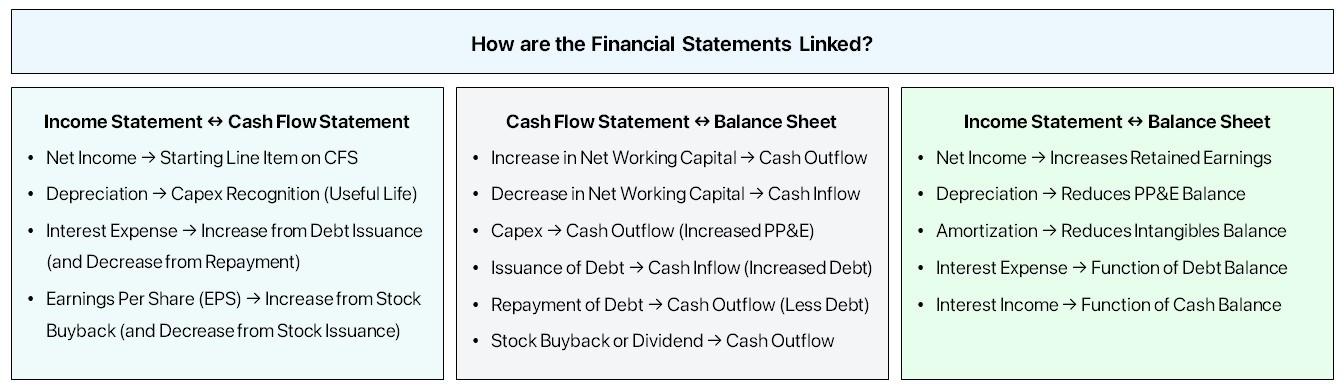 How are the Financial Statements Linked?
Income Statement ↔ Cash Flow Statement
• Net Income → Starting Line Item on CFS
• Depreciation → Capex Recognition (Useful Life)
• Interest Expense → Increase from Debt Issuance
(and Decrease from Repayment)
• Earnings Per Share (EPS) → Increase from Stock
Buyback (and Decrease from Stock Issuance)
Cash Flow Statement ↔ Balance Sheet
• Increase in Net Working Capital → Cash Outflow
• Decrease in Net Working Capital → Cash Inflow
• Capex → Cash Outflow (Increased PP&E)
• Issuance of Debt → Cash Inflow (Increased Debt)
• Repayment of Debt → Cash Outflow (Less Debt)
• Stock Buyback or Dividend → Cash Outflow
Income Statement ↔ Balance Sheet
• Net Income → Increases Retained Earnings
• Depreciation → Reduces PP&E Balance
• Amortization → Reduces Intangibles Balance
• Interest Expense → Function of Debt Balance
• Interest Income → Function of Cash Balance